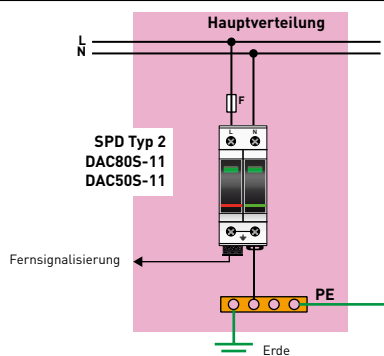 Hauptverteilung
L
N
F
L N
SPD Typ 2
DAC80S-11
DAC50S-11
Fernsignalisierung
PE
Erde